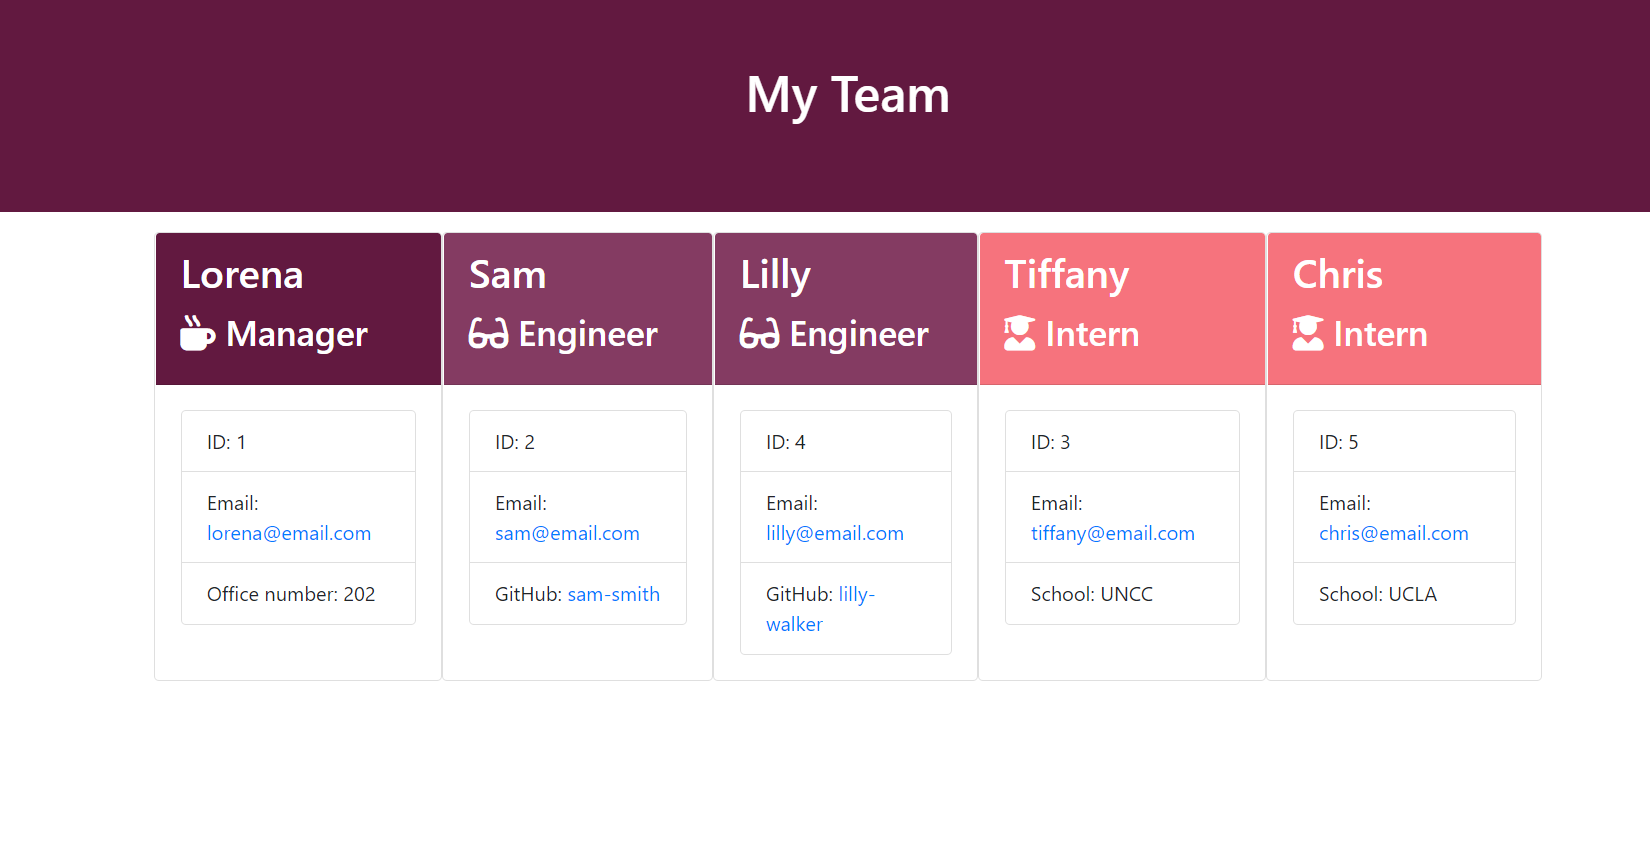 My Team
Lorena
Manager
ID: 1
Email:
lorena@email.com
Office number: 202
Sam
Engineer
ID: 2
Email:
sam@email.com
GitHub: sam-smith
Lilly
Engineer
ID: 4
Email:
lilly@email.com
GitHub: lilly-
walker
Tiffany
Intern
ID: 3
Email:
tiffany@email.com
School: UNCC
Chris
Intern
ID: 5
Email:
chris@email.com
School: UCLA